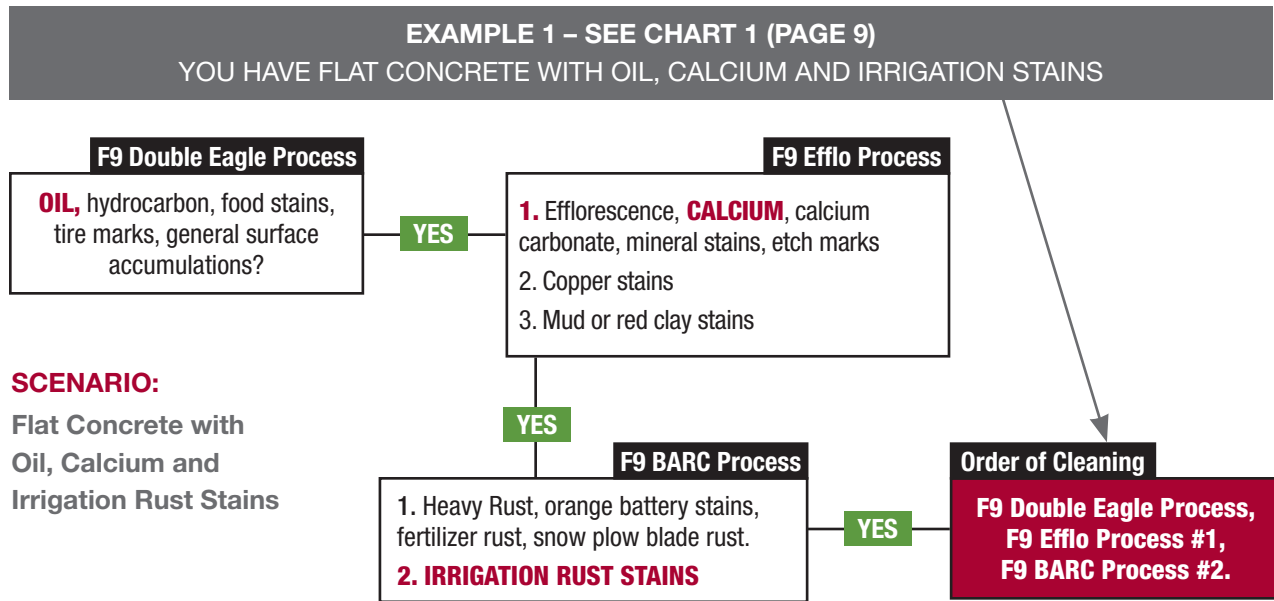 EXAMPLE 1 – SEE CHART 1 (PAGE 9)
YOU HAVE FLAT CONCRETE WITH OIL, CALCIUM AND IRRIGATION STAINS
F9 Double Eagle Process
OIL, hydrocarbon, food stains,
tire marks, general surface
accumulations?
YES
F9 Efflo Process
1. Efflorescence, CALCIUM, calcium
carbonate, mineral stains, etch marks
2. Copper stains
3. Mud or red clay stains
SCENARIO:
Flat Concrete with
Oil, Calcium and
Irrigation Rust Stains
YES
F9 BARC Process
1. Heavy Rust, orange battery stains,
fertilizer rust, snow plow blade rust.
2. IRRIGATION RUST STAINS
YES
Order of Cleaning
F9 Double Eagle Process,
F9 Efflo Process #1,
F9 BARC Process #2.